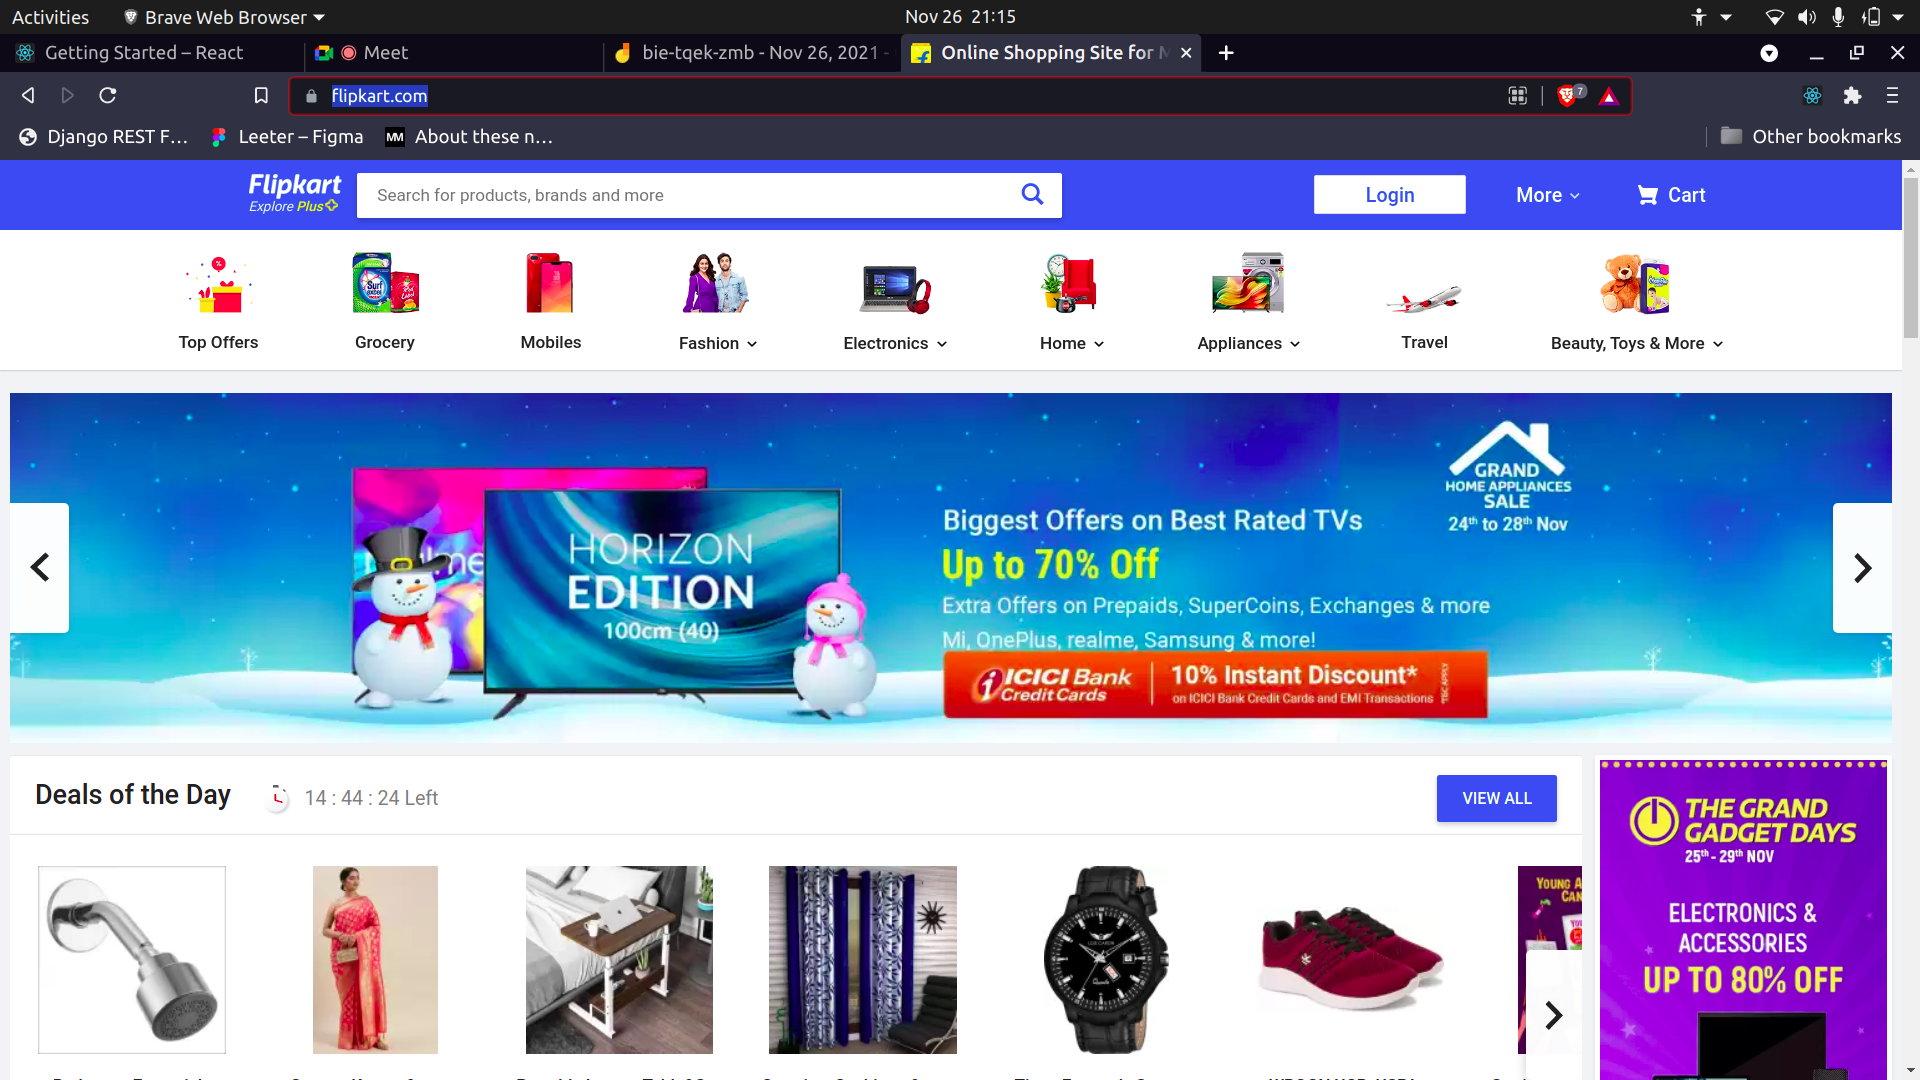 Activities
Brave Web Browser
Nov 26 21:15
Getting Started – React
Meet
bie-tqek-zmb - Nov 26, 2021 -
Online Shopping Site for M
flipkart.com
7
Django REST F…
Leeter – Figma
MM
About these n…
Other bookmarks
Flipkart
Explore Plus
Search for products, brands and more
Login
More
Cart
Surf excel
Top Offers
Grocery
Mobiles
Fashion
Electronics
Home
Appliances
Travel
Beauty, Toys & More
HORIZON
EDITION
100cm (40)
GRAND
HOME APPLIANCES
SALE
24th to 28th Nov
Biggest Offers on Best Rated TVs
Up to 70% Off
Extra Offers on Prepaids, SuperCoins, Exchanges & more
Mi, OnePlus, realme, Samsung & more!
ICICI Bank
Credit Cards
10% Instant Discount*
on ICICI Bank Credit Cards and EMI Transactions
*T&C APPLY
Deals of the Day
14 : 44 : 24 Left
VIEW ALL
THE GRAND
GADGET DAYS
25th - 29th NOV
ELECTRONICS &
ACCESSORIES
UP TO 80% OFF
YOUNG A
CAN